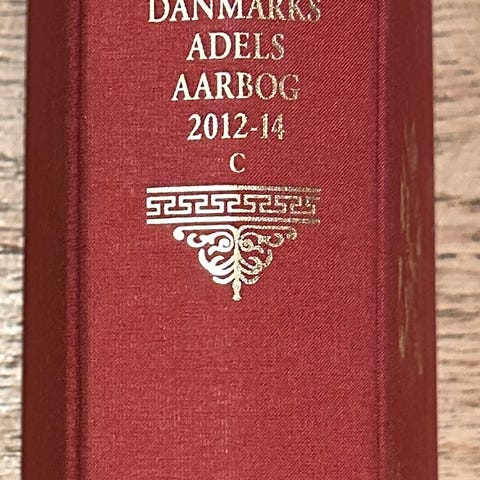 DANMARKS
ADELS
AARBOG
2012-14
C